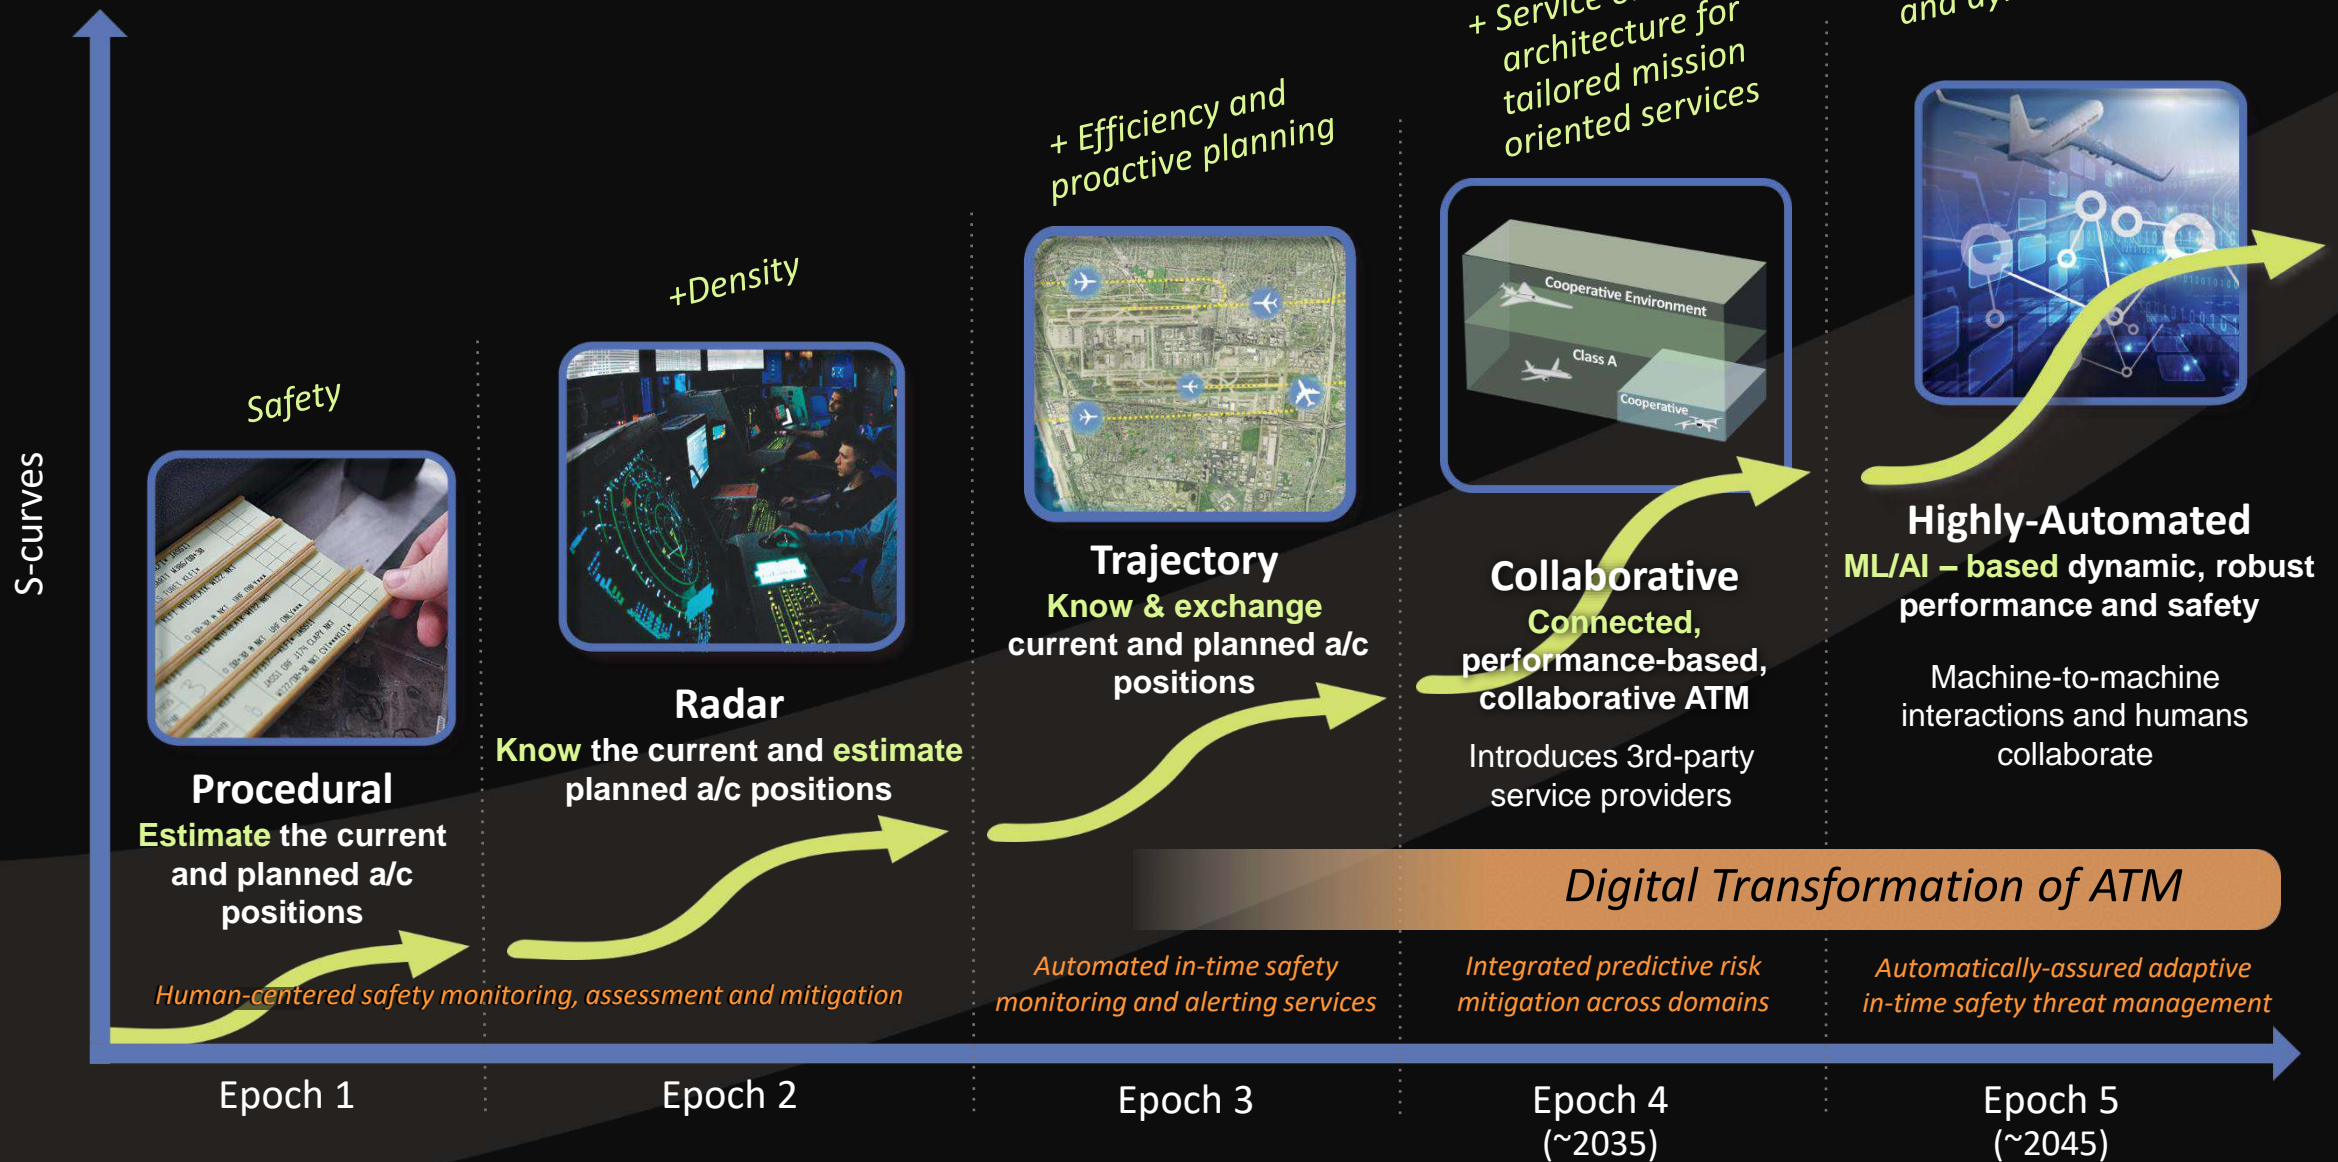 + Service
architecture for
tailored mission
oriented services
and
+ Efficiency and
proactive planning
+Density
Safety
S-curves
Cooperative Environment
Class A
Cooperative
Procedural
Estimate the current
and planned a/c
positions
Radar
Know the current and estimate
planned a/c positions
Trajectory
Know & exchange
current and planned a/c
positions
Collaborative
Connected,
performance-based,
collaborative ATM
Introduces 3rd-party
service providers
Highly-Automated
ML/AI – based dynamic, robust
performance and safety
Machine-to-machine
interactions and humans
collaborate
Digital Transformation of ATM
Human-centered safety monitoring, assessment and mitigation
Automated in-time safety
monitoring and alerting services
Integrated predictive risk
mitigation across domains
Automatically-assured adaptive
in-time safety threat management
Epoch 1
Epoch 2
Epoch 3
Epoch 4
(~2035)
Epoch 5
(~2045)